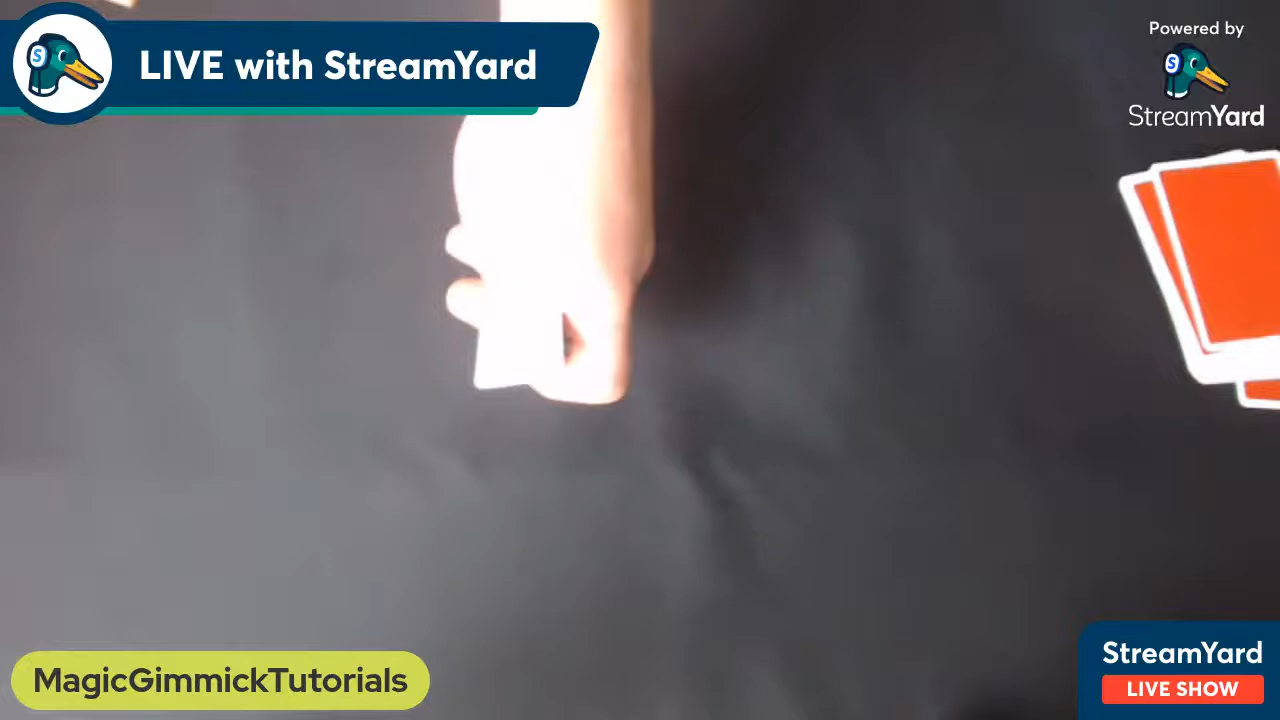 LIVE with StreamYard
Powered by
StreamYard
S
S
MagicGimmickTutorials
StreamYard
LIVE SHOW